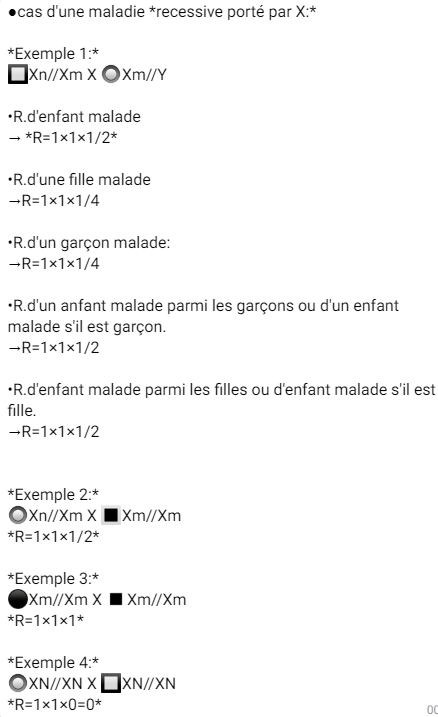 ●cas d'une maladie *recessive porté par X:*
*Exemple 1:*
Xn//Xm X Xm//Y
•R.d'enfant malade
→ *R=1×1×1/2*
•R.d'une fille malade
→R=1×1×1/4
•R.d'un garçon malade:
→R=1×1×1/4
•R.d'un anfant malade parmi les garçons ou d'un enfant
malade s'il est garçon.
→R=1×1×1/2
•R.d'enfant malade parmi les filles ou d'enfant malade s'il est
fille.
→R=1×1×1/2
*Exemple 2:*
Xn//Xm X Xm//Xm
*R=1×1×1/2*
*Exemple 3:*
Xm//Xm X Xm//Xm
*R=1×1×1*
*Exemple 4:*
XN//XN X XN//XN
*R=1×1×0=0*